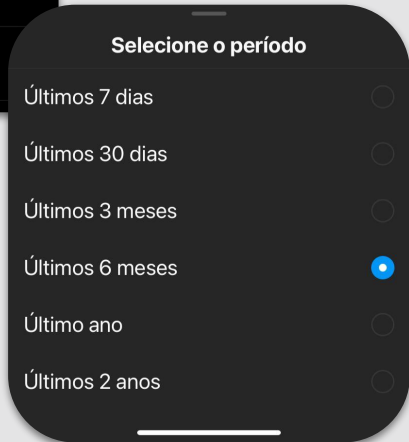 Selecione o período
Últimos 7 dias
Últimos 30 dias
Últimos 3 meses
Últimos 6 meses
Último ano
Últimos 2 anos